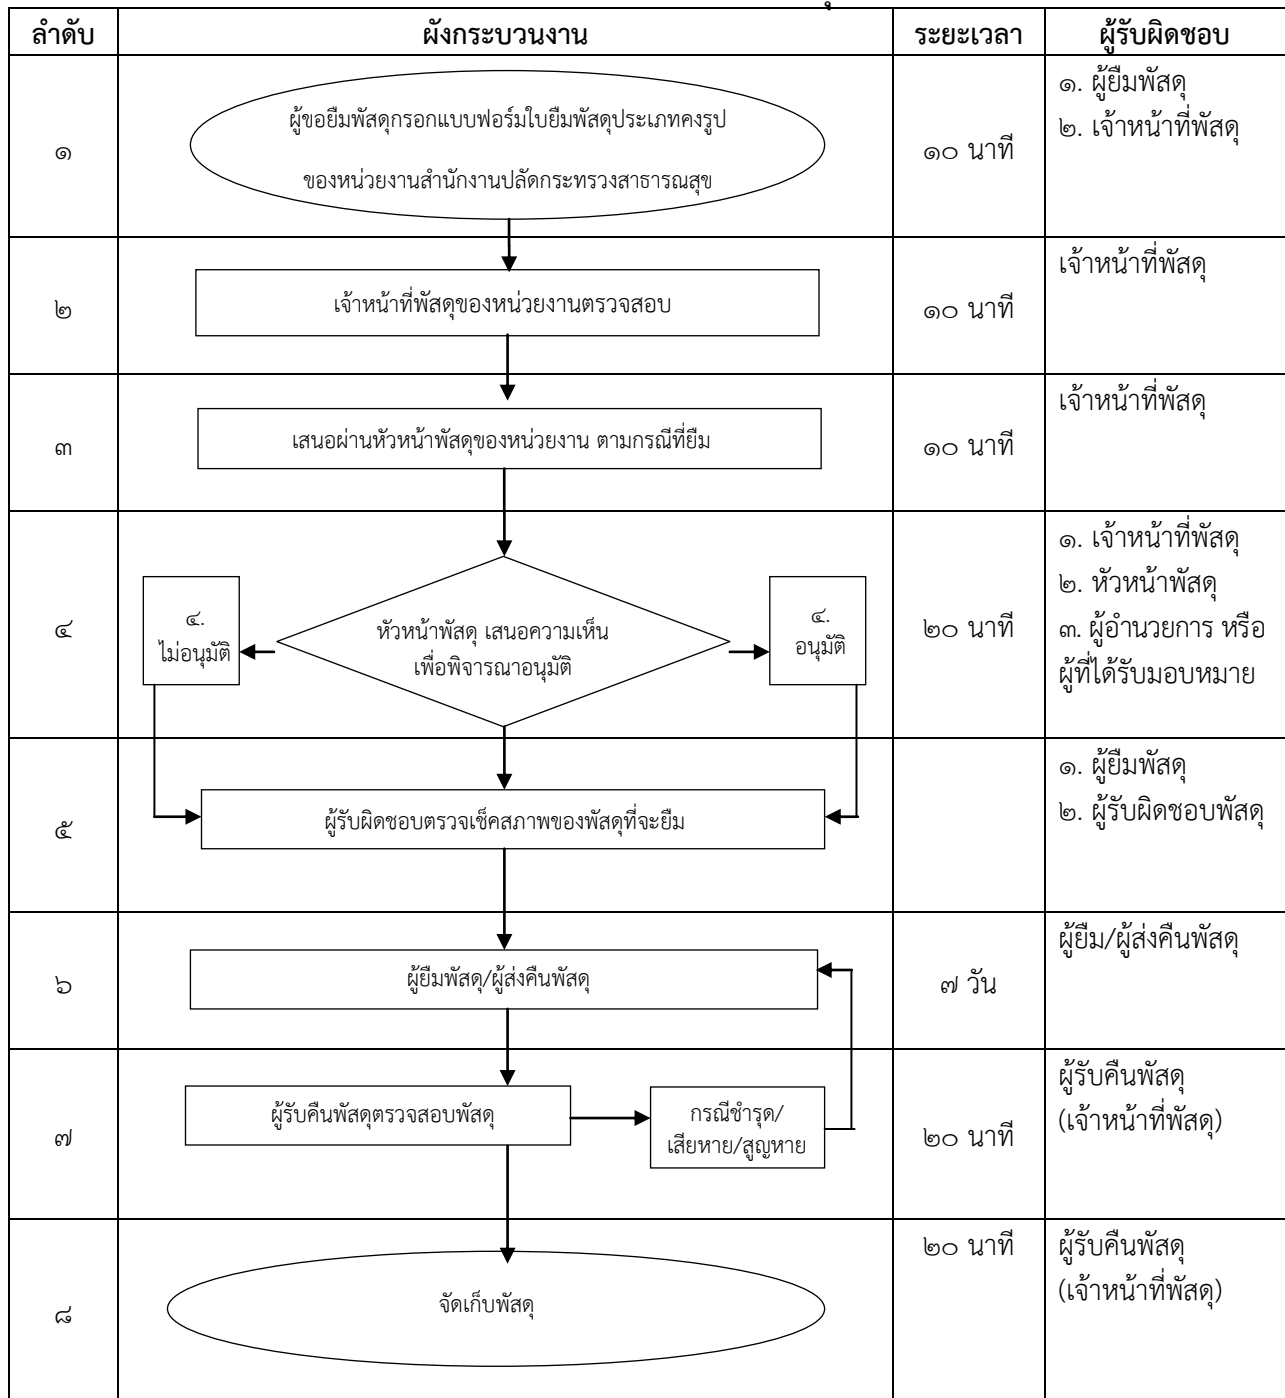 ลำดับ ผังกระบวนงาน ระยะเวลา ผู้รับผิดชอบ
๑
ผู้ขอยืมพัสดุกรอกแบบฟอร์มใบยืมพัสดุประเภทคงรูป
ของหน่วยงานสำนักงานปลัดกระทรวงสาธารณสุข
๑๐ นาที
๑. ผู้ยืมพัสดุ
๒. เจ้าหน้าที่พัสดุ
๒
เจ้าหน้าที่พัสดุของหน่วยงานตรวจสอบ
๑๐ นาที
เจ้าหน้าที่พัสดุ
๓
เสนอผ่านหัวหน้าพัสดุของหน่วยงาน ตามกรณีที่ยืม
๑๐ นาที
เจ้าหน้าที่พัสดุ
๔
๔.
ไม่อนุมัติ
หัวหน้าพัสดุ เสนอความเห็น
เพื่อพิจารณาอนุมัติ
๔.
อนุมัติ
๒๐ นาที
๑. เจ้าหน้าที่พัสดุ
๒. หัวหน้าพัสดุ
๓. ผู้อำนวยการ หรือ
ผู้ที่ได้รับมอบหมาย
๕
ผู้รับผิดชอบตรวจเช็คสภาพของพัสดุที่จะยืม
๑. ผู้ยืมพัสดุ
๒. ผู้รับผิดชอบพัสดุ
๖
ผู้ยืมพัสดุ/ผู้ส่งคืนพัสดุ
๗ วัน
ผู้ยืม/ผู้ส่งคืนพัสดุ
๗
ผู้รับคืนพัสดุตรวจสอบพัสดุ
กรณีชำรุด/
เสียหาย/สูญหาย
๒๐ นาที
ผู้รับคืนพัสดุ
(เจ้าหน้าที่พัสดุ)
๘
จัดเก็บพัสดุ
๒๐ นาที
ผู้รับคืนพัสดุ
(เจ้าหน้าที่พัสดุ)